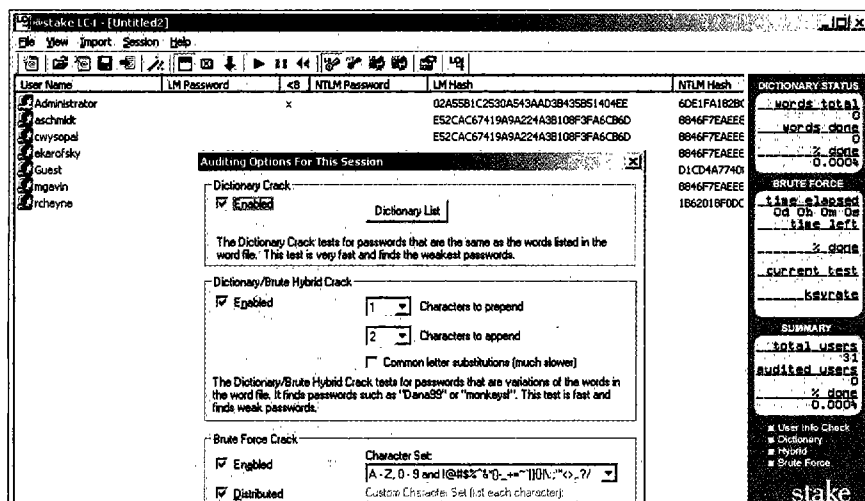 @stake LC4 - [Untitled2]
File View Import Session Help
User Name LM Password <8 NTLM Password LM Hash NTLM Hash
Administrator x 02A55B1C2530A543AAD3B435B51404EE
aschmidt E52CAC67419A9A224A3B108F3FA6CB6D 8846F7EAEEE
cwysopal E52CAC67419A9A224A3B108F3FA6CB6D 8846F7EAEEE
ekarofsky 8846F7EAEEE
Guest
mgavin 8846F7EAEEE
rcheyne
Auditing Options For This Session
Dictionary Crack
Enabled
Dictionary List
The Dictionary Crack tests for passwords that are the same as the words listed in the
word file. This test is very fast and finds the weakest passwords.
Dictionary/Brute Hybrid Crack
Enabled
1 Characters to prepend
2 Characters to append
Common letter substitutions (much slower)
The Dictionary/Brute Hybrid Crack tests for passwords that are variations of the words in
the word file. It finds passwords such as "Dana99" or "monkeys!". This test is fast and
finds weak passwords.
Brute Force Crack
Enabled
Character Set:
A - Z, 0 - 9 and
Distributed
Custom Character Set (list each character):
DICTIONARY STATUS
words total
0
words done
0
% done
0.000%
BRUTE FORCE
time elapsed
0d 0h 0m 0s
time left
% done
current test
keyrate
SUMMARY
total users
31
audited users
0
% done
0.000%
User Info Check
Dictionary
Hybrid
Brute Force
stake